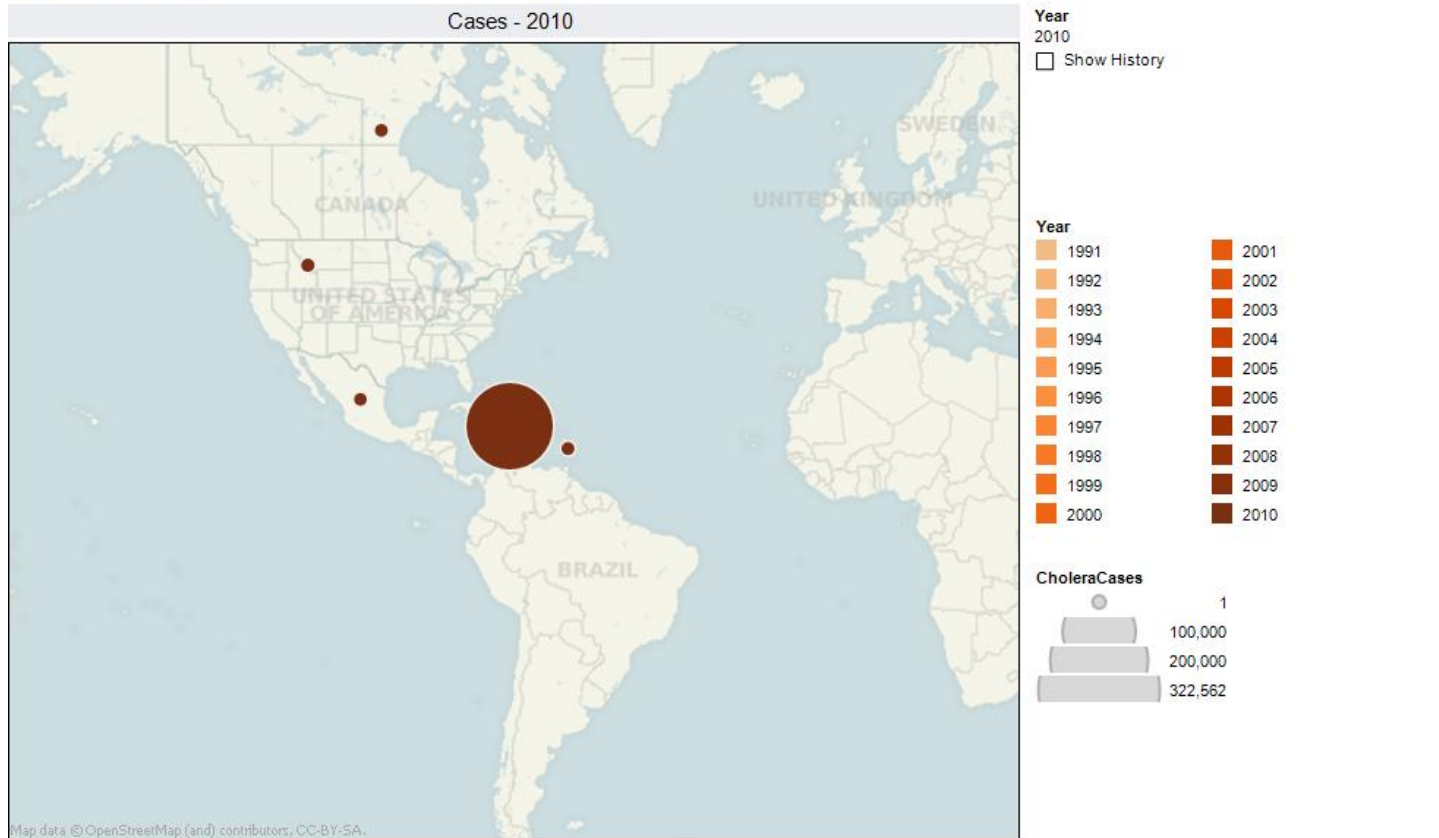 Cases - 2010
Year
2010
Show History
SWEDEN
UNITED KINGDOM
CANADA
UNITED STATES
OF AMERICA
BRAZIL
Map data © OpenStreetMap (and) contributors, CC-BY-SA.
Year
1991 2001
1992 2002
1993 2003
1994 2004
1995 2005
1996 2006
1997 2007
1998 2008
1999 2009
2000 2010
CholeraCases
1
100,000
200,000
322,562